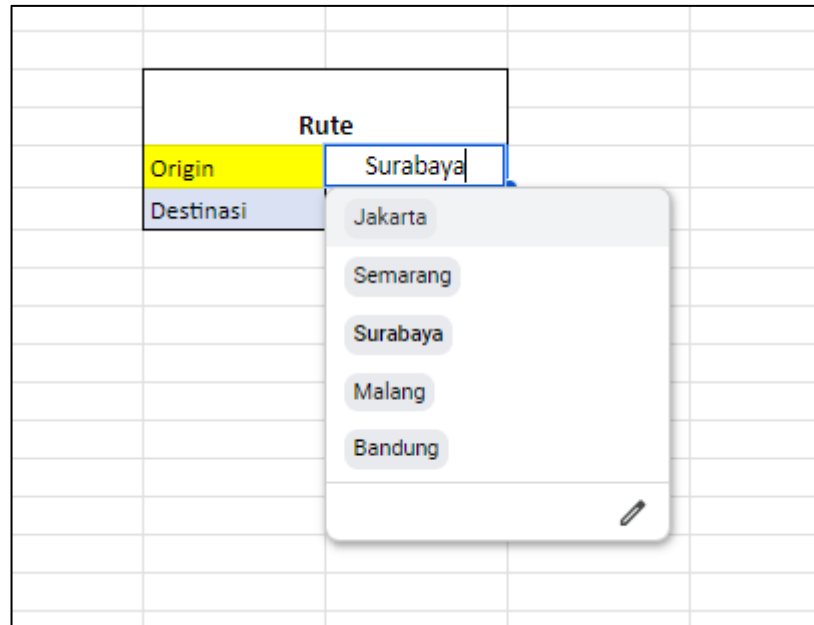 Rute
Origin Surabaya
Destinasi
Jakarta
Semarang
Surabaya
Malang
Bandung